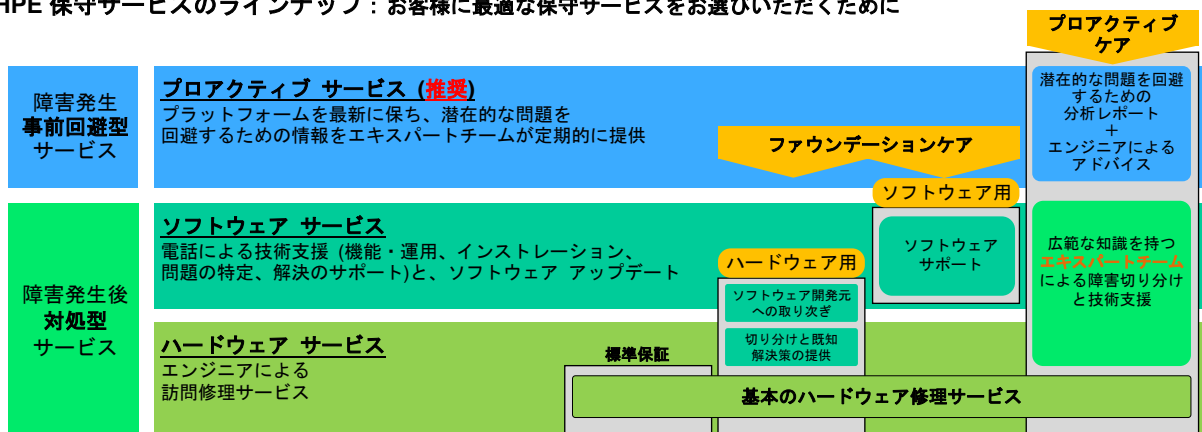 HPE 保守サービスのラインナップ：お客様に最適な保守サービスをお選びいただくために
プロアクティブ
ケア
障害発生
事前回避型
サービス
プロアクティブ サービス (推奨)
プラットフォームを最新に保ち、潜在的な問題を
回避するための情報をエキスパートチームが定期的に提供
潜在的な問題を回避
するための
分析レポート
＋
エンジニアによる
アドバイス
ファウンデーションケア
ソフトウェア用
障害発生後
対処型
サービス
ソフトウェア サービス
電話による技術支援 (機能・運用、インストレーション、
問題の特定、解決のサポート)と、ソフトウェア アップデート
ハードウェア用
ソフトウェア
サポート
広範な知識を持つ
エキスパートチーム
による障害切り分け
と技術支援
ソフトウェア開発元
への取り次ぎ
切り分けと既知
解決策の提供
ハードウェア サービス
エンジニアによる
訪問修理サービス
標準保証
基本のハードウェア修理サービス